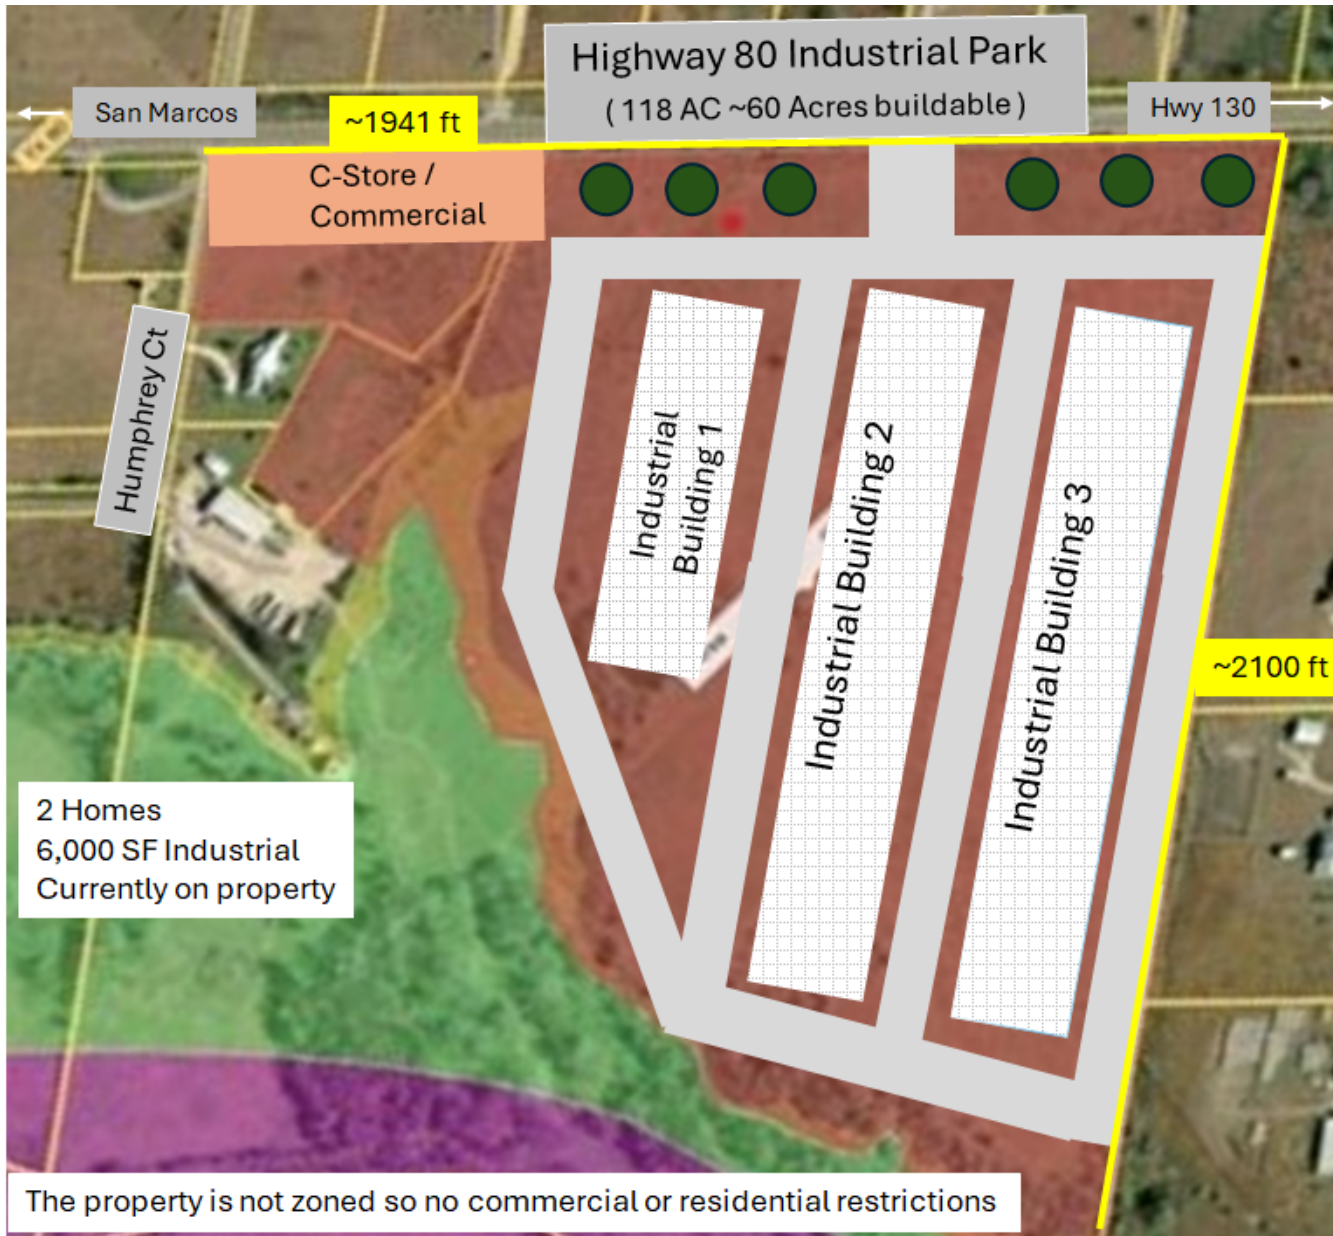 Highway 80 Industrial Park
( 118 AC ~60 Acres buildable )
San Marcos
~1941 ft
Hwy 130
C-Store /
Commercial
Humphrey Ct
Industrial
Building 1
Industrial Building 2
Industrial Building 3
~2100 ft
2 Homes
6,000 SF Industrial
Currently on property
The property is not zoned so no commercial or residential restrictions